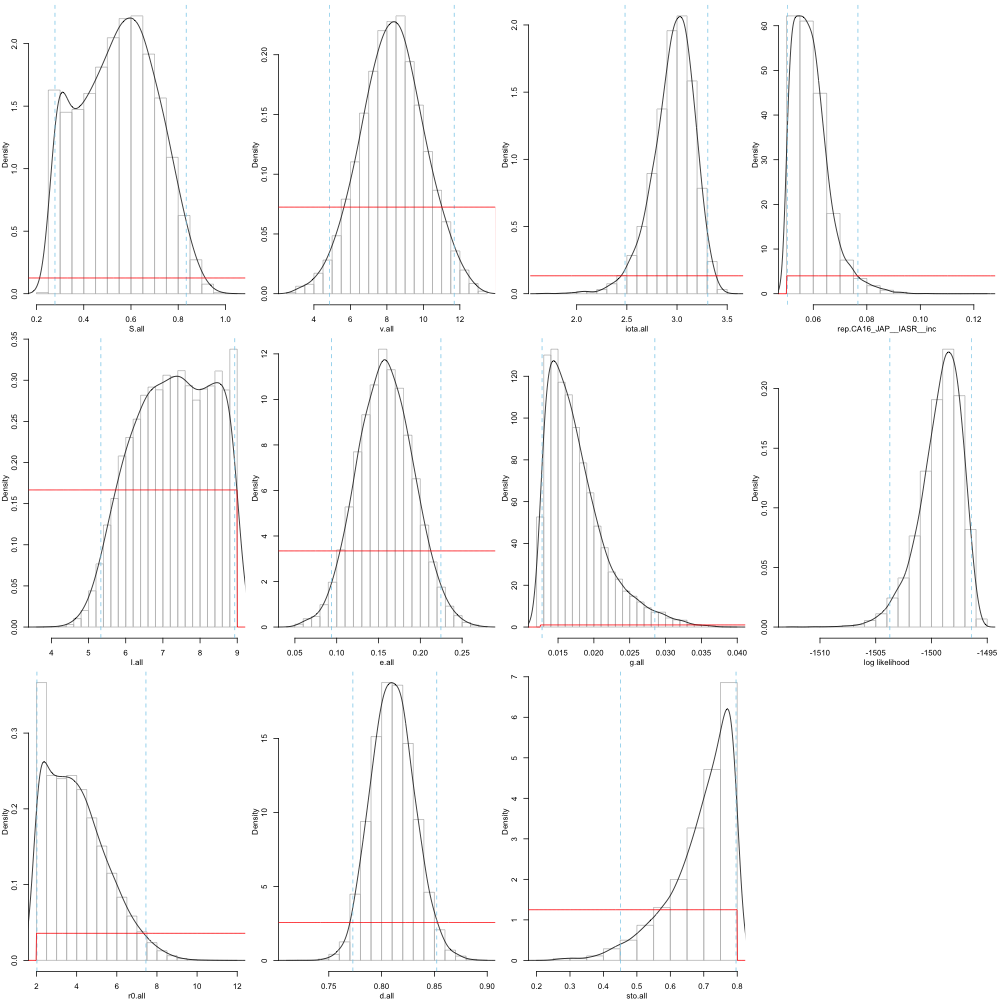 Density
0.0 0.5 1.0 1.5 2.0
0.2 0.4 0.6 0.8 1.0
S.all
Density
0.00 0.05 0.10 0.15 0.20
4 6 8 10 12
v.all
Density
0.0 0.5 1.0 1.5 2.0
2.0 2.5 3.0 3.5
iota.all
Density
0 10 20 30 40 50 60
0.06 0.08 0.10 0.12
rep.CA16_JAP__IASR__inc
Density
0.00 0.05 0.10 0.15 0.20 0.25 0.30 0.35
4 5 6 7 8 9
l.all
Density
0 2 4 6 8 10 12
0.05 0.10 0.15 0.20 0.25
e.all
Density
0 20 40 60 80 100 120
0.015 0.020 0.025 0.030 0.035 0.040
g.all
Density
0.00 0.05 0.10 0.15 0.20
-1510 -1505 -1500 -1495
log likelihood
Density
0.0 0.1 0.2 0.3
2 4 6 8 10 12
r0.all
Density
0 5 10 15
0.75 0.80 0.85 0.90
d.all
Density
0 1 2 3 4 5 6 7
0.2 0.3 0.4 0.5 0.6 0.7 0.8
sto.all